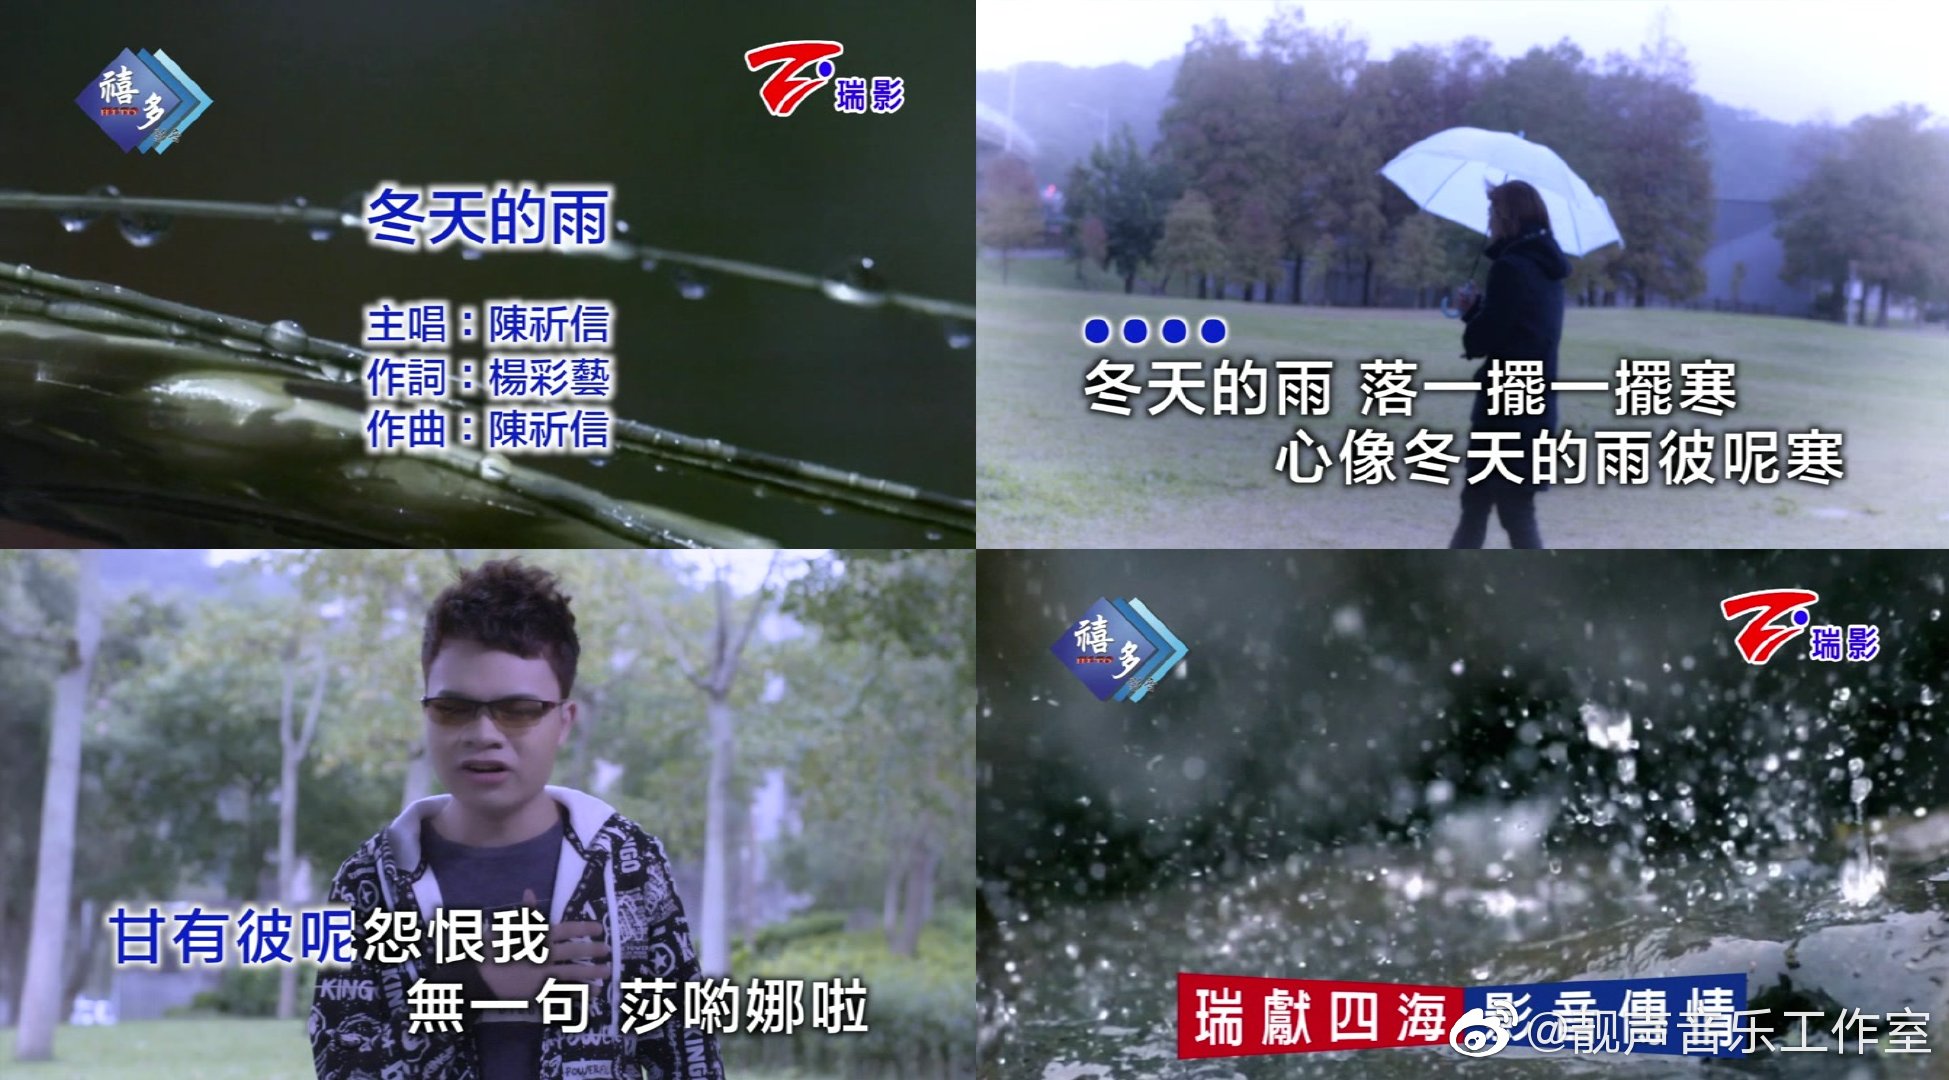 禧多
瑞影
冬天的雨
主唱：陳祈信
作詞：楊彩藝
作曲：陳祈信
冬天的雨 落一擺一擺寒
心像冬天的雨彼呢寒
甘有彼呢怨恨我
無一句 莎喲娜啦
KING
禧多
瑞影
瑞獻四海 影音傳情
@靓声音乐工作室